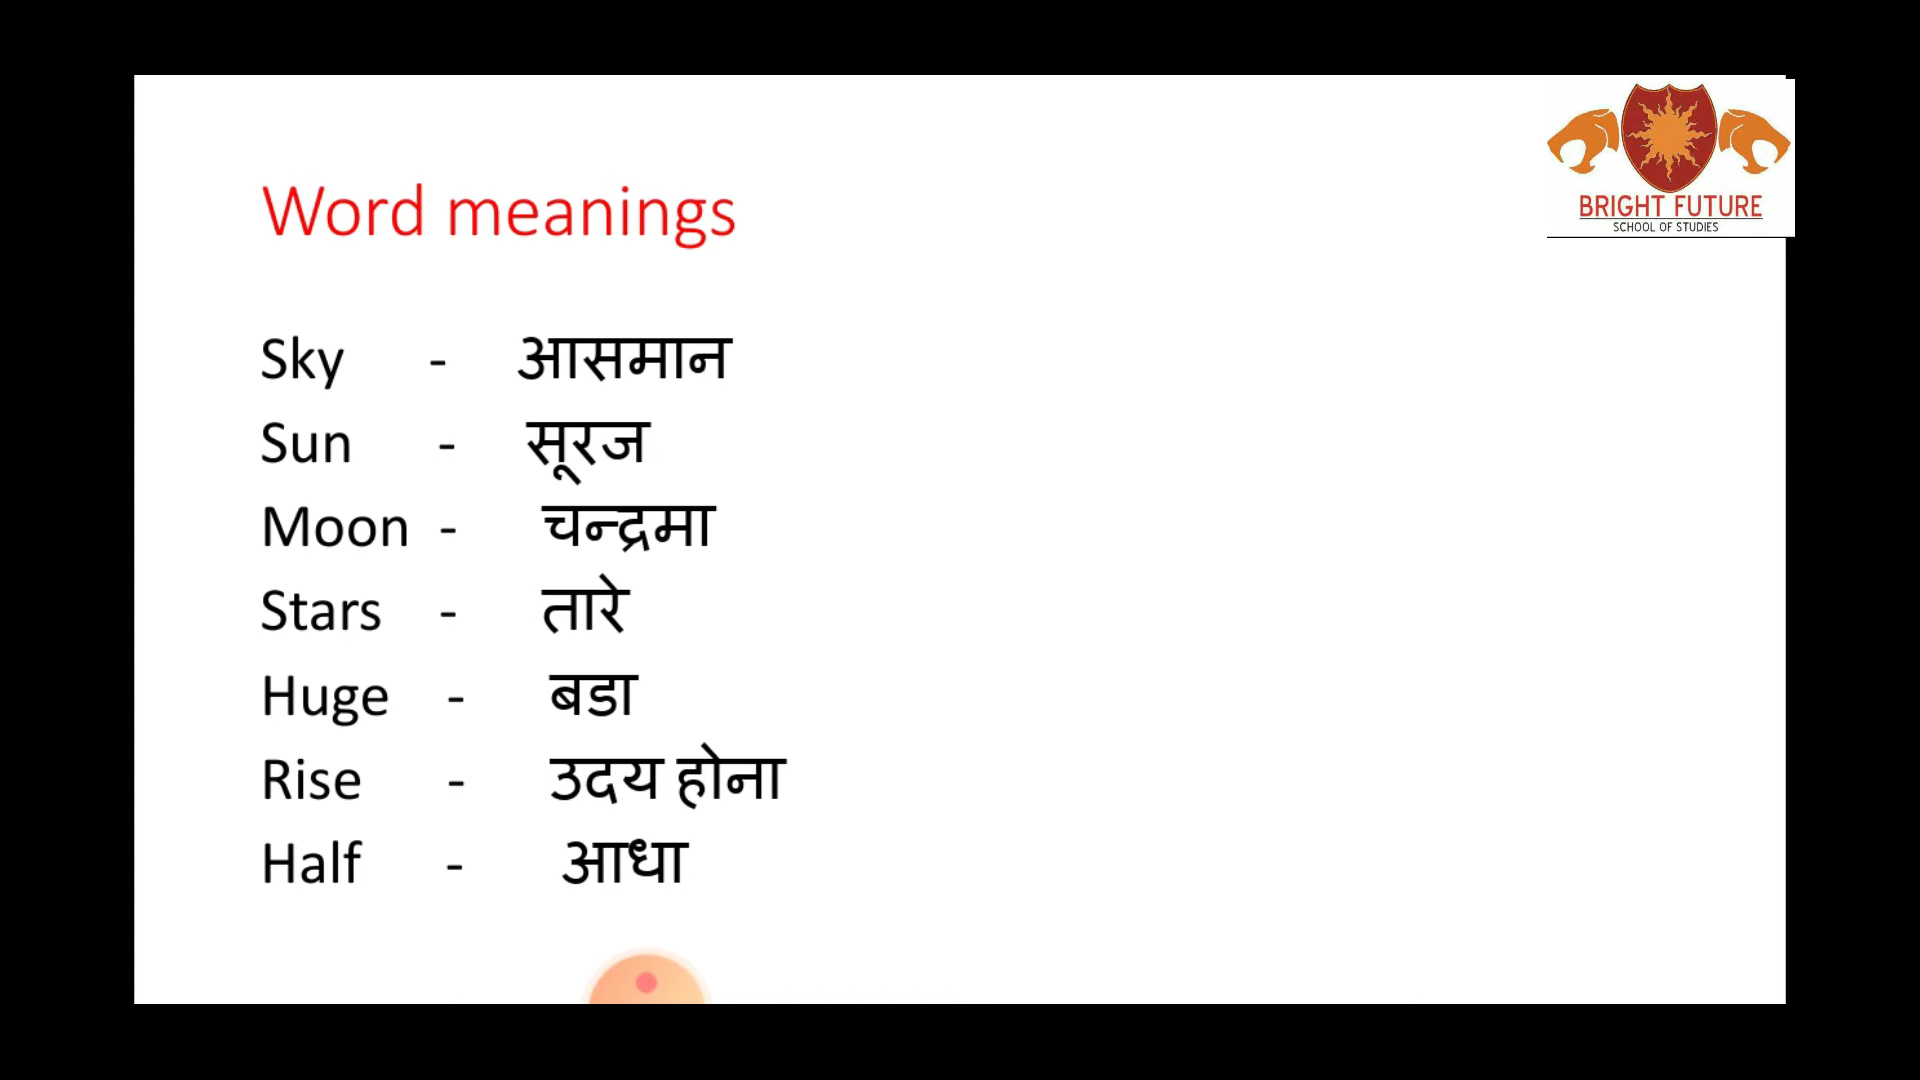 BRIGHT FUTURE
SCHOOL OF STUDIES
Word meanings
Sky - आसमान
Sun - सूरज
Moon - चन्द्रमा
Stars - तारे
Huge - बडा
Rise - उदय होना
Half - आधा